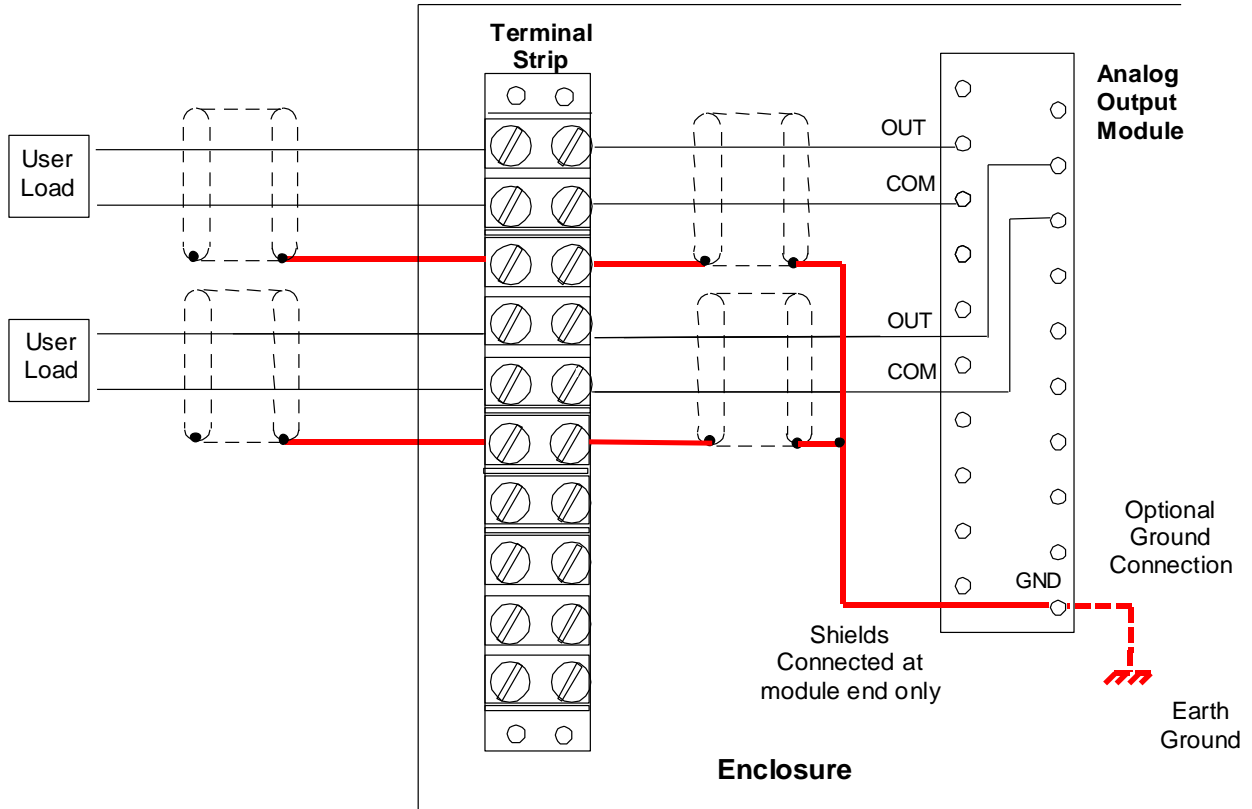 Terminal
Strip
Analog
Output
Module
User
Load
OUT
COM
User
Load
OUT
COM
Optional
Ground
Connection
GND
Shields
Connected at
module end only
Earth
Ground
Enclosure